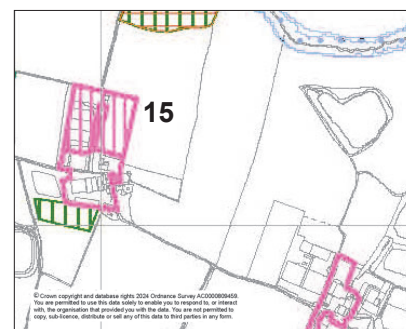 15
© Crown copyright and database rights 2024 Ordnance Survey AC0000809459.
You are permitted to use this data solely to enable you to respond to, or interact
with, the organisation that provided you with the data. You are not permitted to
copy, sub-licence, distribute or sell any of this data to third parties in any form.